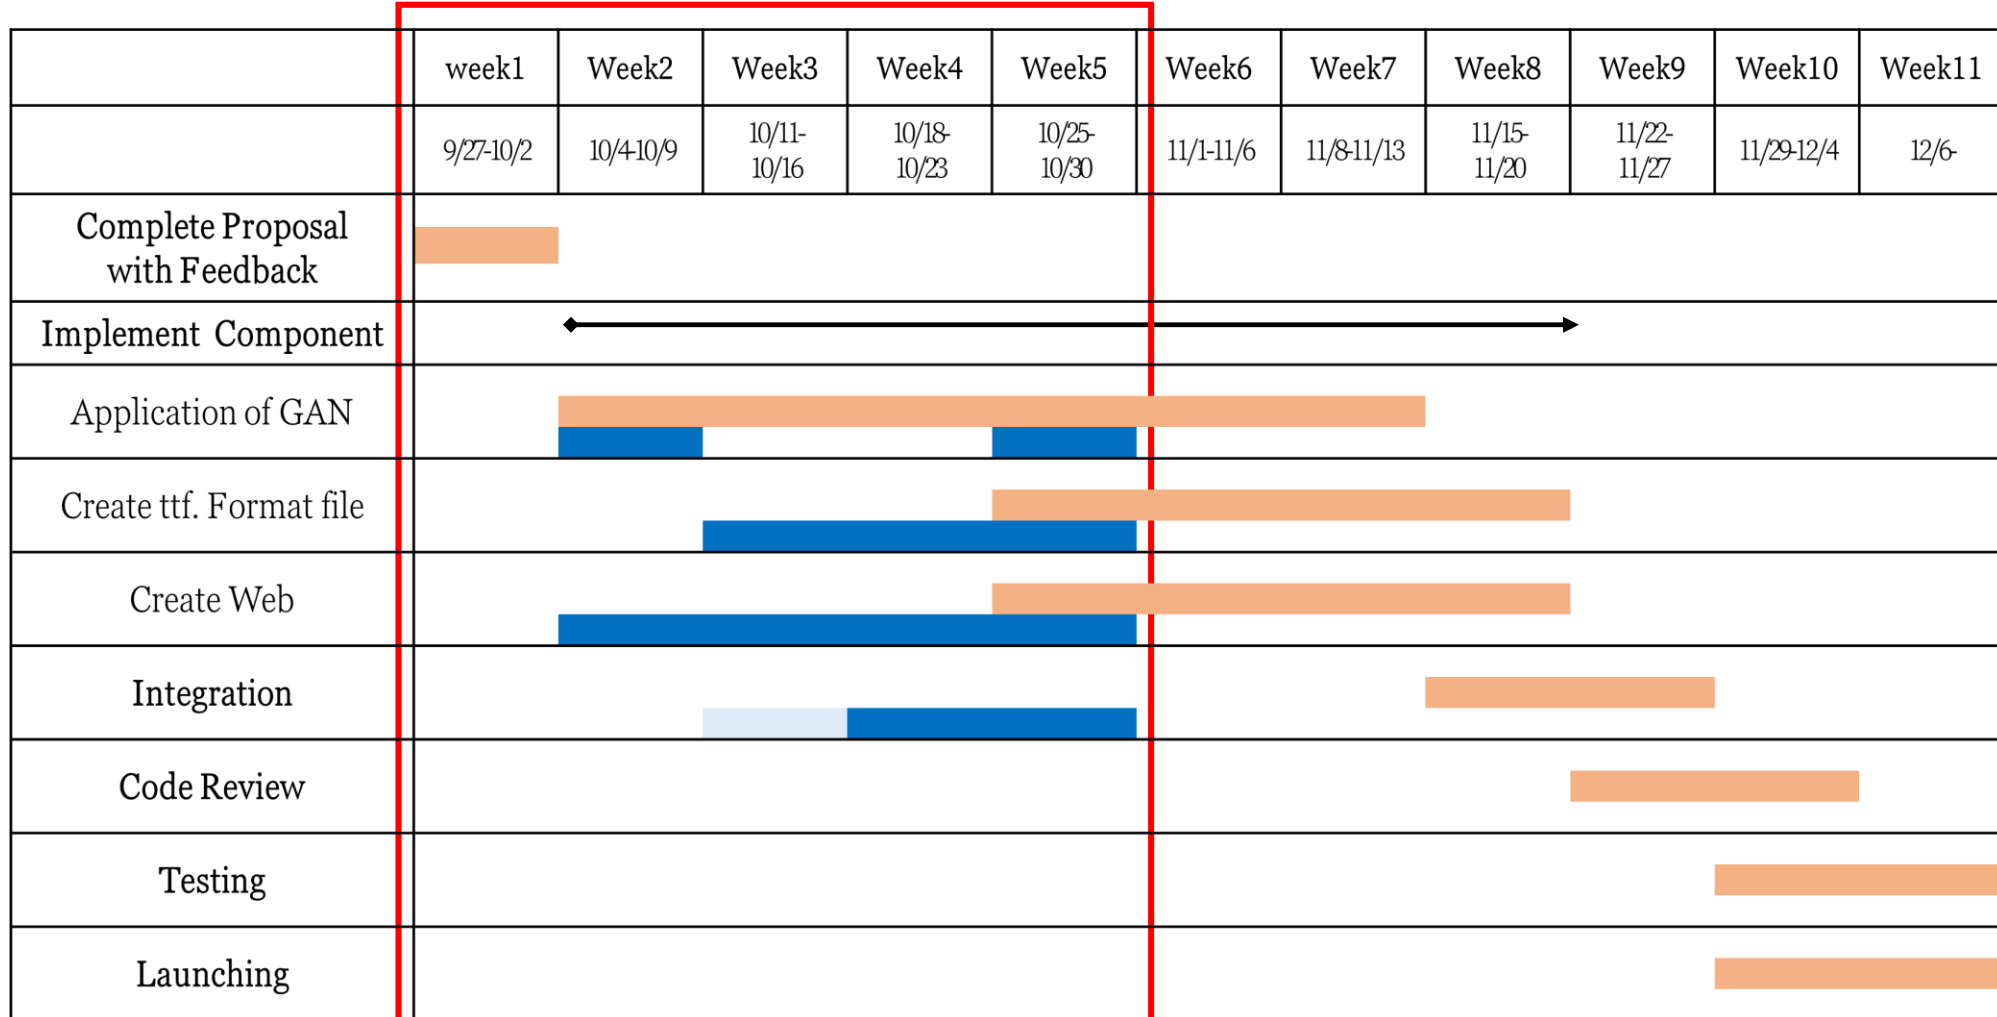 week1 Week2 Week3 Week4 Week5 Week6 Week7 Week8 Week9 Week10 Week11
9/27-10/2 10/4-10/9 10/11-10/16 10/18-10/23 10/25-10/30 11/1-11/6 11/8-11/13 11/15-11/20 11/22-11/27 11/29-12/4 12/6-
Complete Proposal
with Feedback
Implement Component
Application of GAN
Create ttf. Format file
Create Web
Integration
Code Review
Testing
Launching